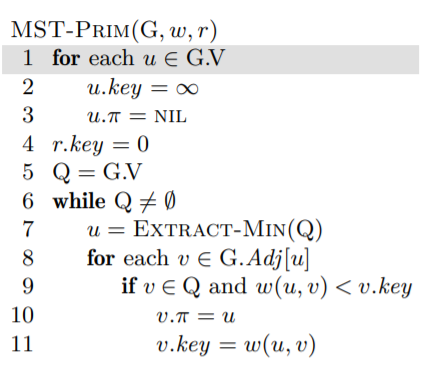 MST-PRIM(G, w, r)
1 for each u ∈ G.V
2 u.key = ∞
3 u.π = NIL
4 r.key = 0
5 Q = G.V
6 while Q ≠ ∅
7 u = EXTRACT-MIN(Q)
8 for each v ∈ G.Adj[u]
9 if v ∈ Q and w(u, v) < v.key
10 v.π = u
11 v.key = w(u, v)